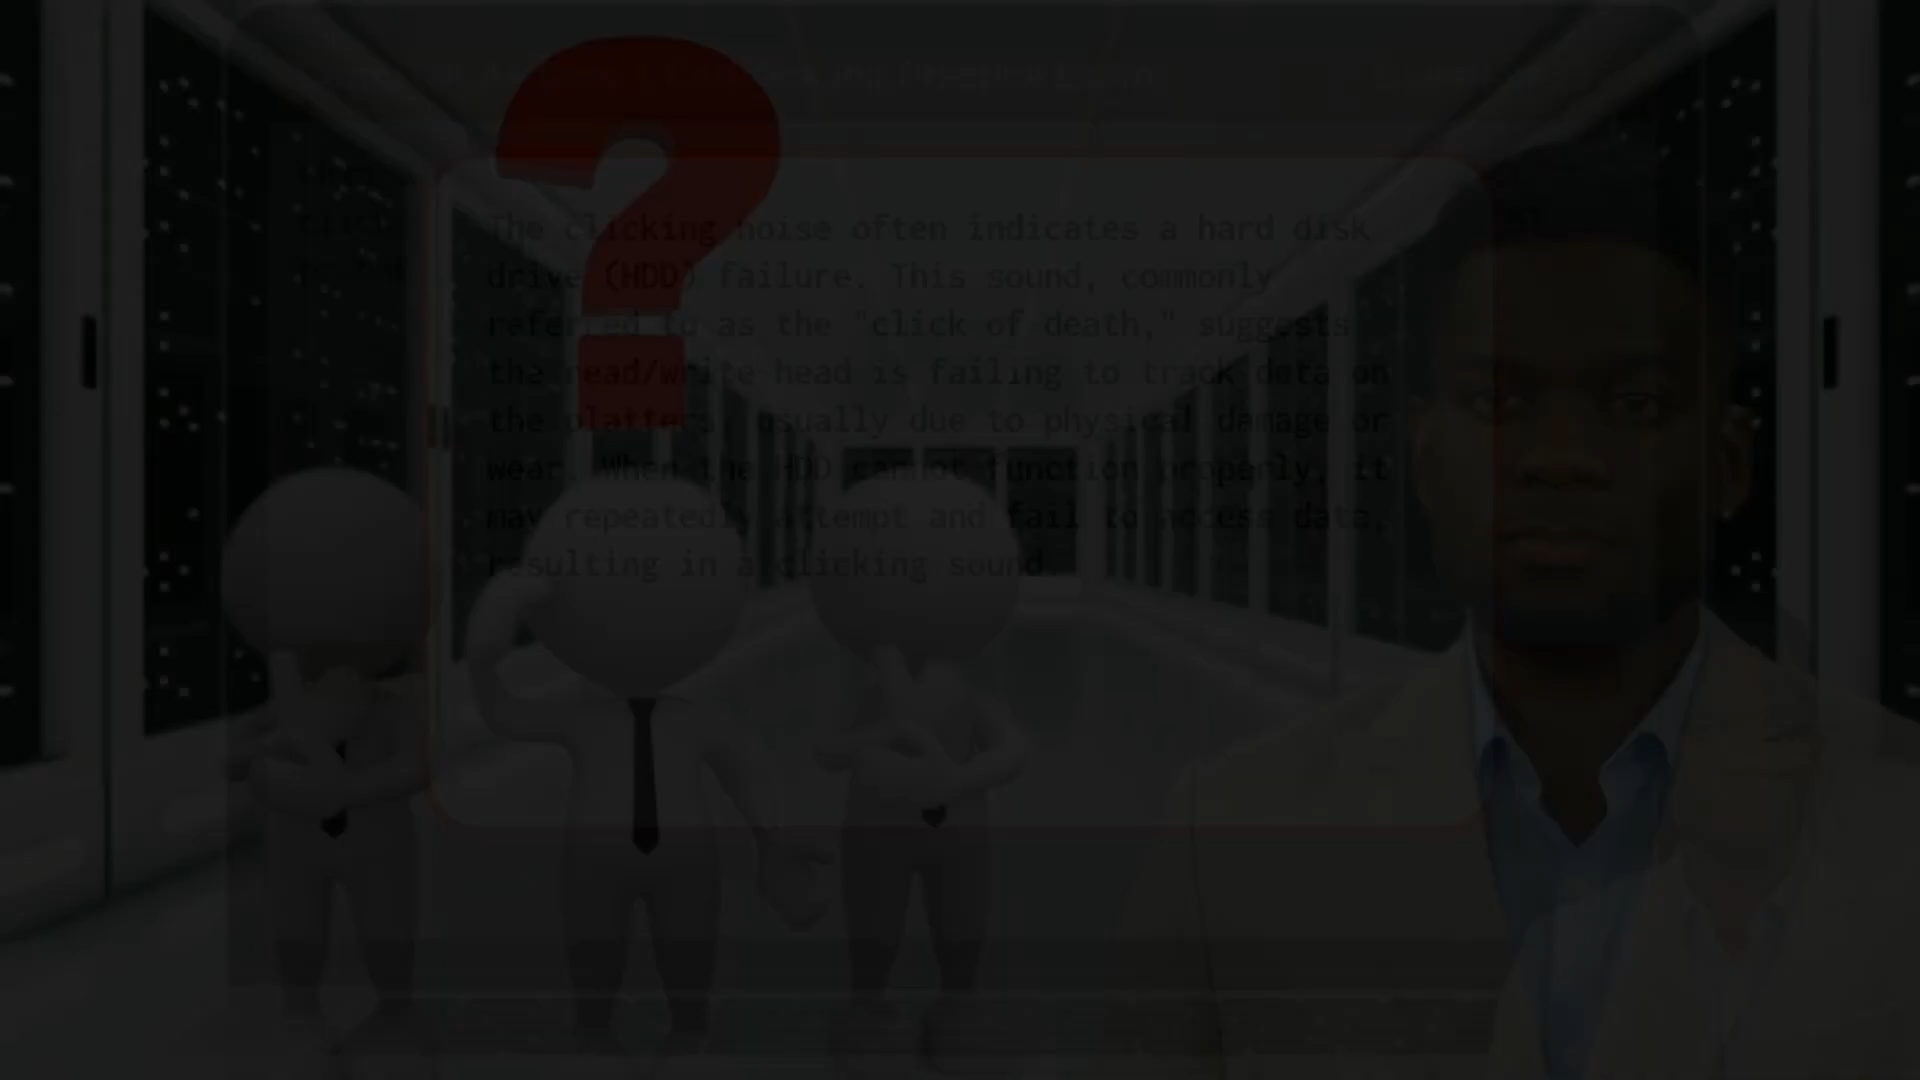 The clicking noise often indicates a hard disk
drive (HDD) failure. This sound, commonly
referred to as the "click of death," suggests
the read/write head is failing to track data on
the platters, usually due to physical damage or
wear. When the HDD cannot function properly, it
may repeatedly attempt and fail to access data,
resulting in a clicking sound